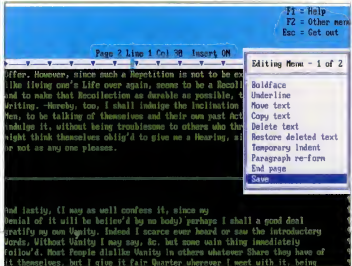 F1 = Help
F2 = Other menu
Esc = Get out
Page 2 Line 1 Col 30 Insert ON
Editing Menu - 1 of 2
Boldface
Underline
Move text
Copy text
Delete text
Restore deleted text
Temporary Indent
Paragraph re-form
End page
Save
Offer. However, since such a Repetition is not to be ex
like living one's Life over again, seems to be a Recoll
and to make that Recollection as durable as possible, t
Writing. -Hereby, too, I shall indulge the Inclination
Men, to be talking of themselves and their own past Act
indulge it, without being troublesome to others who thr
might think themselves oblig'd to give me a Hearing, si
or not as any one pleases.
And lastly, (I may as well confess it, since my
Denial of it will be believ'd by no body) perhaps I shall a good deal
gratify my own Vanity. Indeed I scarce ever heard or saw the introductory
Words, Without Vanity I may say, &c. but some vain thing immediately
follow'd. Most People dislike Vanity in others whatever Share they have of
it themselves, but I give it fair Quarter wherever I meet with it, being